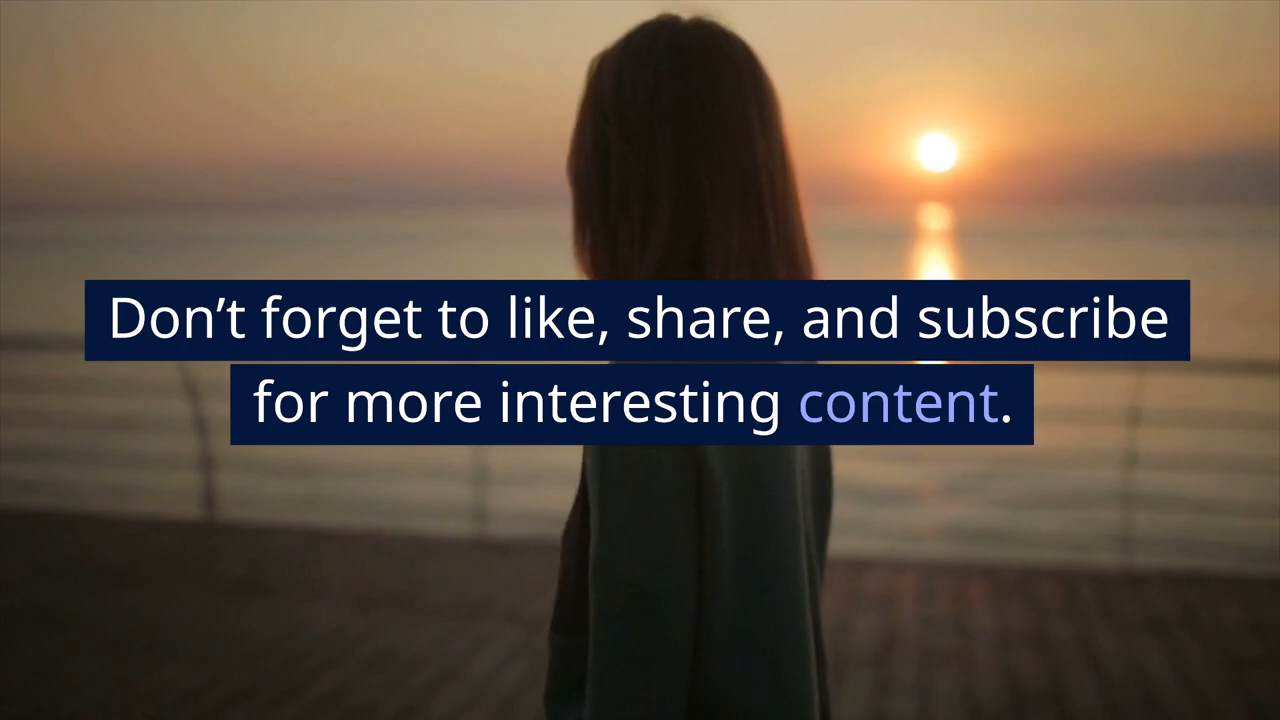 Don’t forget to like, share, and subscribe
for more interesting content.